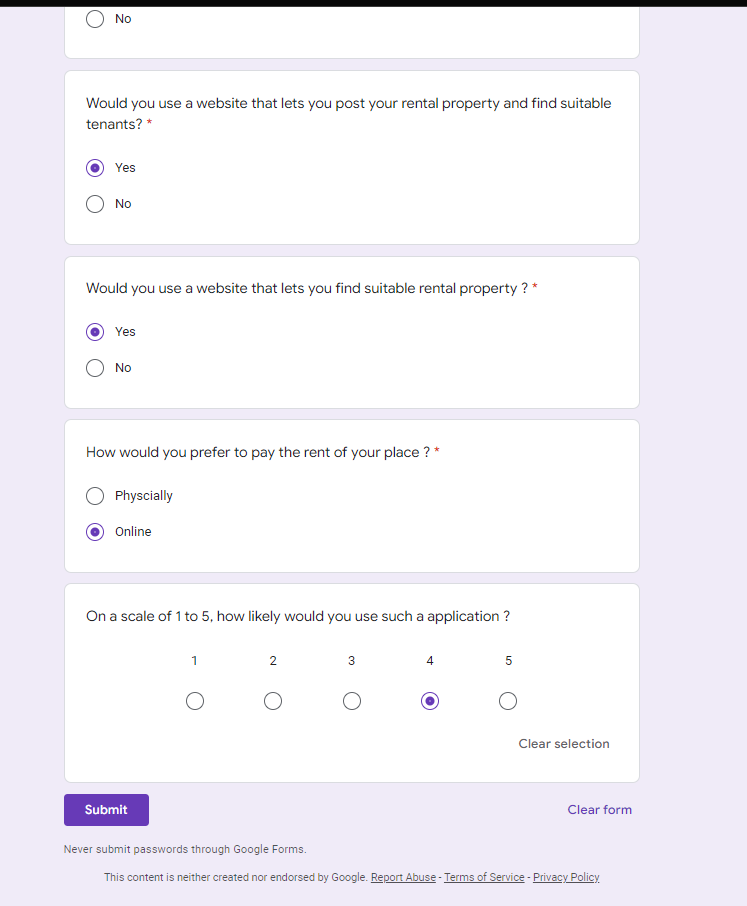 No
Would you use a website that lets you post your rental property and find suitable
tenants? *
Yes
No
Would you use a website that lets you find suitable rental property ? *
Yes
No
How would you prefer to pay the rent of your place ? *
Physcially
Online
On a scale of 1 to 5, how likely would you use such a application ?
1 2 3 4 5
Clear selection
Submit Clear form
Never submit passwords through Google Forms.
This content is neither created nor endorsed by Google. Report Abuse - Terms of Service - Privacy Policy